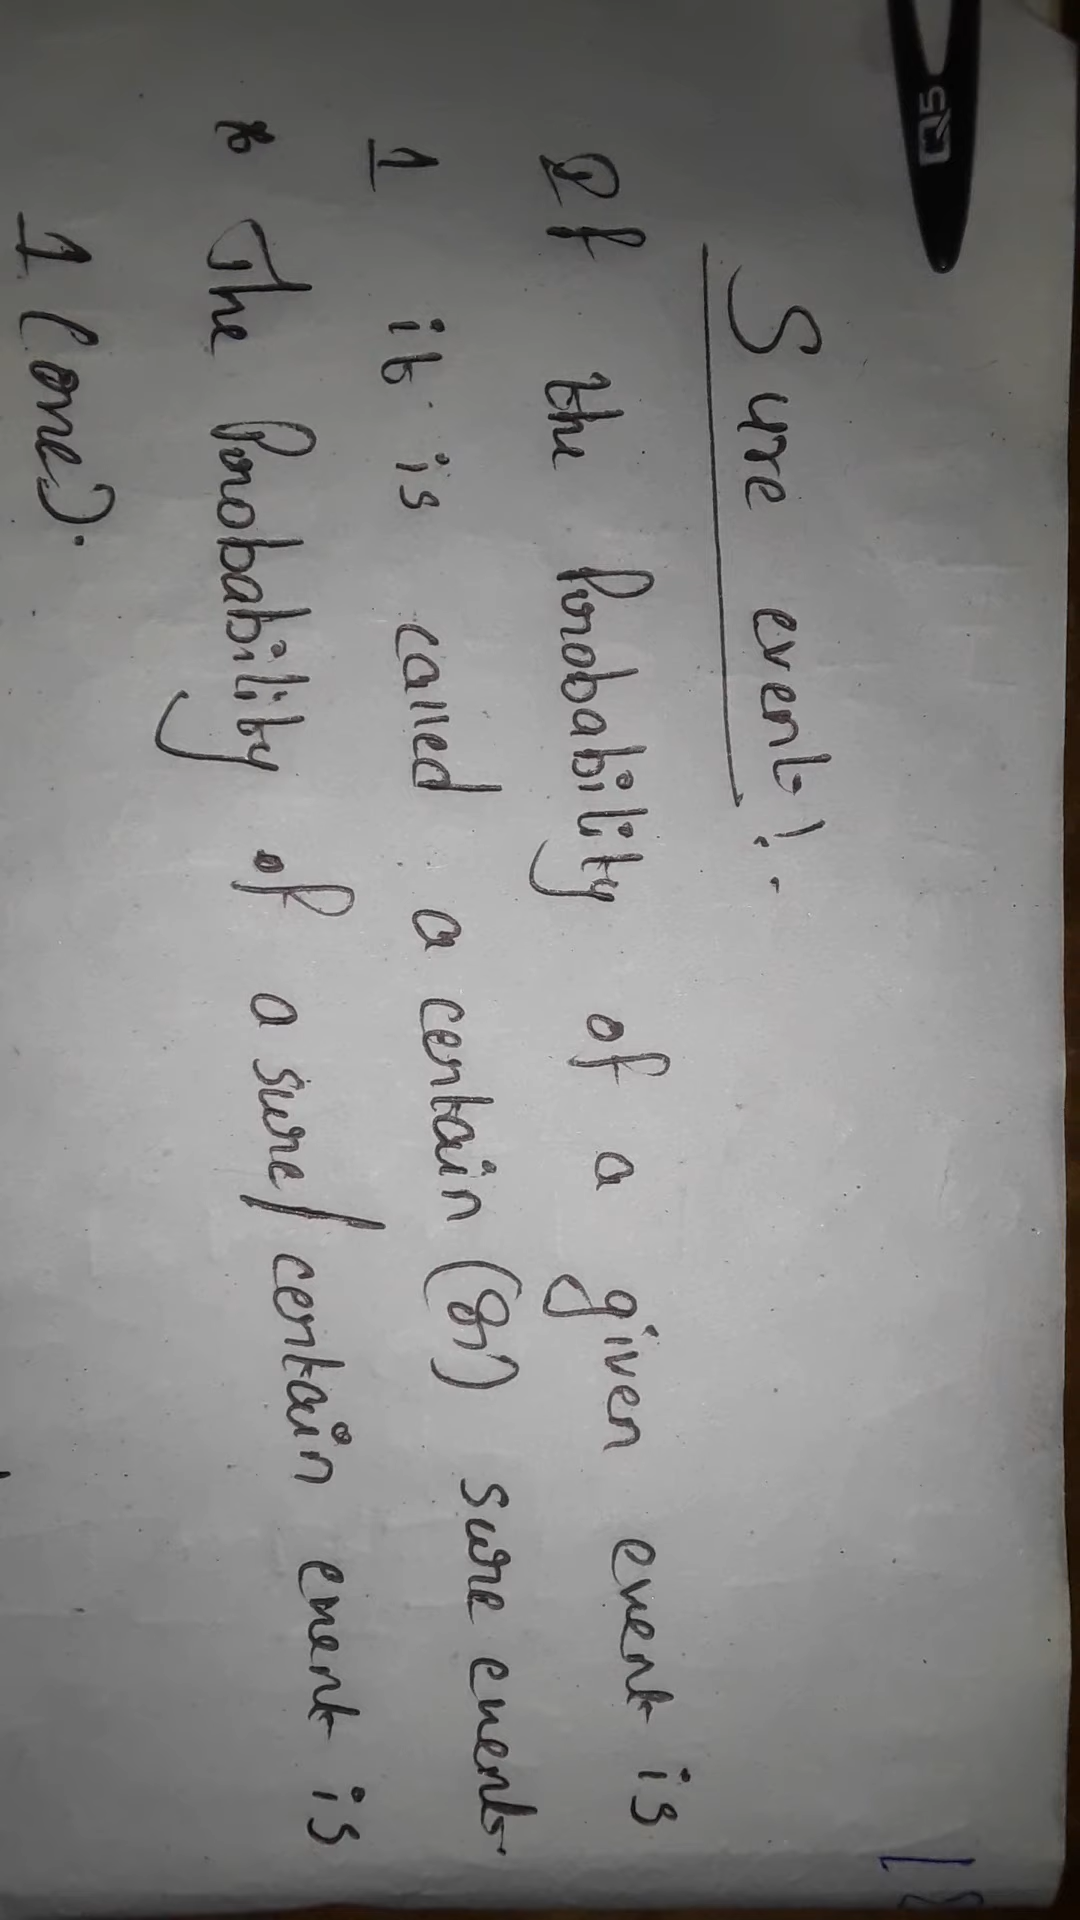 Sure event:-
If the Probability of a given event is
1 it is called a certain (or) sure event
* The Probability of a sure/certain event is
1 (one).
Q5